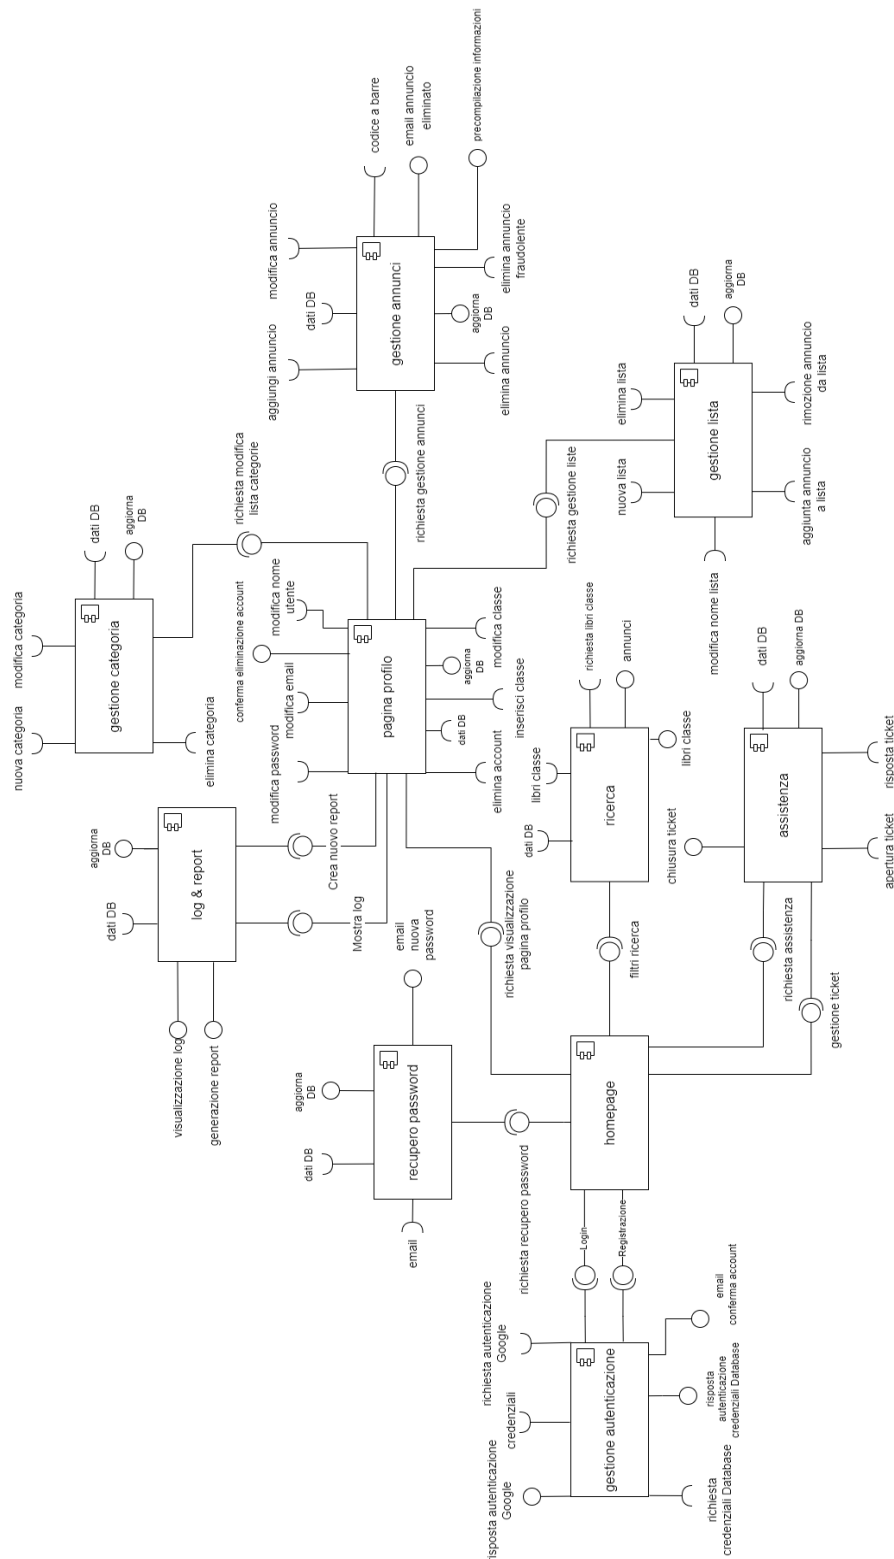 nuova categoria
modifica categoria
gestione categoria
dati DB
aggiorna
DB
elimina categoria
richiesta modifica
lista categorie
dati DB
aggiorna
DB
log & report
visualizzazione log
generazione report
Crea nuovo report
Mostra log
aggiungi annuncio
dati DB
modifica annuncio
codice a barre
email annuncio
eliminato
precompilazione informazioni
gestione annunci
elimina annuncio
aggiorna
DB
elimina annuncio
fraudolente
richiesta gestione annunci
modifica password
modifica email
conferma eliminazione account
modifica nome
utente
pagina profilo
elimina account
dati DB
inserisci classe
aggiorna
DB
modifica classe
richiesta gestione liste
nuova lista
elimina lista
dati DB
aggiorna
DB
gestione lista
modifica nome lista
aggiunta annuncio
a lista
rimozione annuncio
da lista
dati DB
aggiorna
DB
email
nuova
password
recupero password
email
richiesta recupero password
richiesta visualizzazione
pagina profilo
dati DB
libri classe
richiesta libri classe
annunci
ricerca
libri classe
filtri ricerca
chiusura ticket
dati DB
aggiorna DB
assistenza
apertura ticket
risposta ticket
richiesta assistenza
gestione ticket
homepage
Login
Registrazione
risposta autenticazione
Google
credenziali
richiesta autenticazione
Google
gestione autenticazione
richiesta
credenziali Database
risposta
autenticazione
credenziali Database
email
conferma account